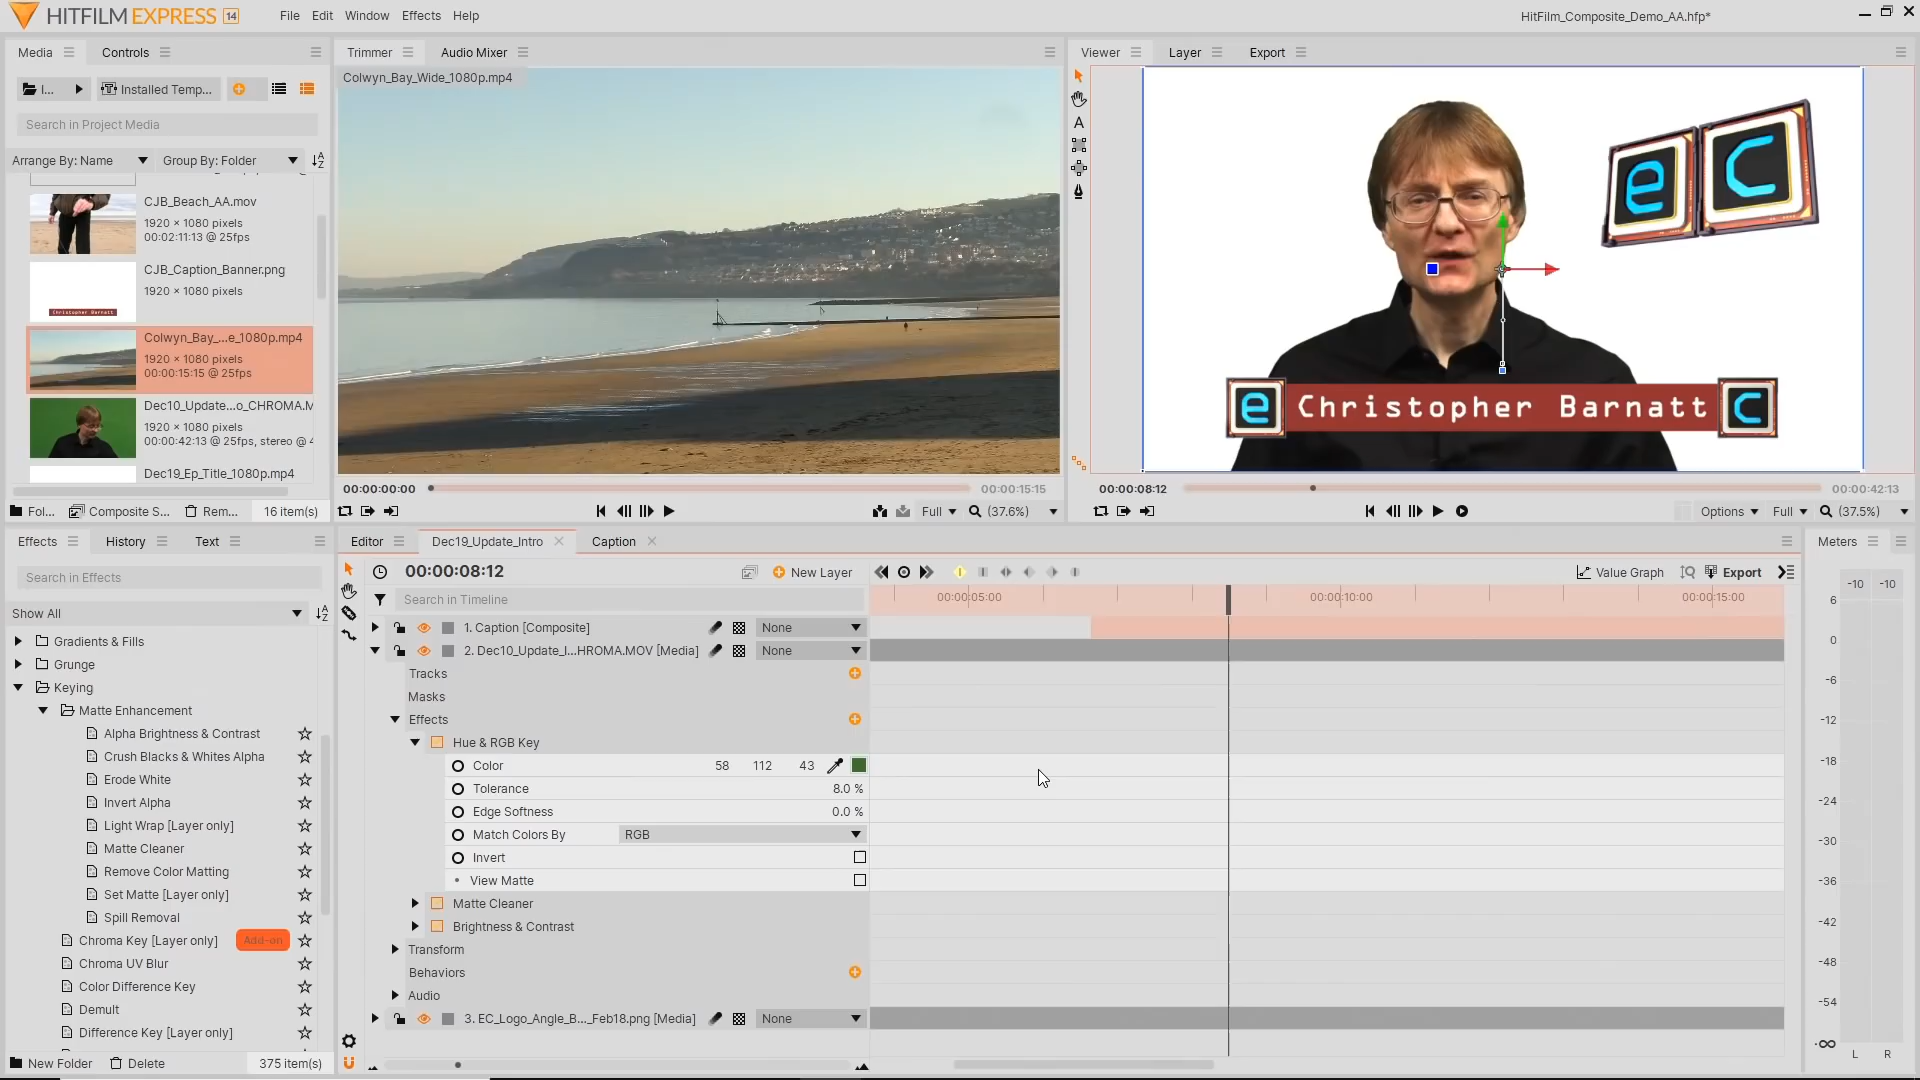 HITFILM EXPRESS 14
File Edit Window Effects Help
HitFilm_Composite_Demo_AA.hfp*
Media Controls
I... Installed Temp...
Search in Project Media
Arrange By: Name Group By: Folder
CJB_Beach_AA.mov
1920 × 1080 pixels
00:02:11:13 @ 25fps
CJB_Caption_Banner.png
1920 × 1080 pixels
Christopher Barnatt
Colwyn_Bay_...e_1080p.mp4
1920 × 1080 pixels
00:00:15:15 @ 25fps
Dec10_Update...o_CHROMA.M
1920 × 1080 pixels
00:00:42:13 @ 25fps, stereo @ 4
Dec19_Ep_Title_1080p.mp4
Fol... Composite S... Rem... 16 item(s)
Trimmer Audio Mixer
Colwyn_Bay_Wide_1080p.mp4
00:00:00:00 00:00:15:15
Full (37.6%)
Viewer Layer Export
A
e C
e Christopher Barnatt C
00:00:08:12 00:00:42:13
Options Full (37.5%)
Effects History Text
Search in Effects
Show All
Gradients & Fills
Grunge
Keying
Matte Enhancement
Alpha Brightness & Contrast
Crush Blacks & Whites Alpha
Erode White
Invert Alpha
Light Wrap [Layer only]
Matte Cleaner
Remove Color Matting
Set Matte [Layer only]
Spill Removal
Chroma Key [Layer only] Add-on
Chroma UV Blur
Color Difference Key
Demult
Difference Key [Layer only]
New Folder Delete 375 item(s)
Editor Dec19_Update_Intro Caption
00:00:08:12 New Layer
Value Graph Export
Search in Timeline
00:00:05:00 00:00:10:00 00:00:15:00
1. Caption [Composite] None
2. Dec10_Update_I...HROMA.MOV [Media] None
Tracks
Masks
Effects
Hue & RGB Key
Color 58 112 43
Tolerance 8.0 %
Edge Softness 0.0 %
Match Colors By RGB
Invert
View Matte
Matte Cleaner
Brightness & Contrast
Transform
Behaviors
Audio
3. EC_Logo_Angle_B..._Feb18.png [Media] None
Meters
-10 -10
6
0
-6
-12
-18
-24
-30
-36
-42
-48
-54
-∞
L R